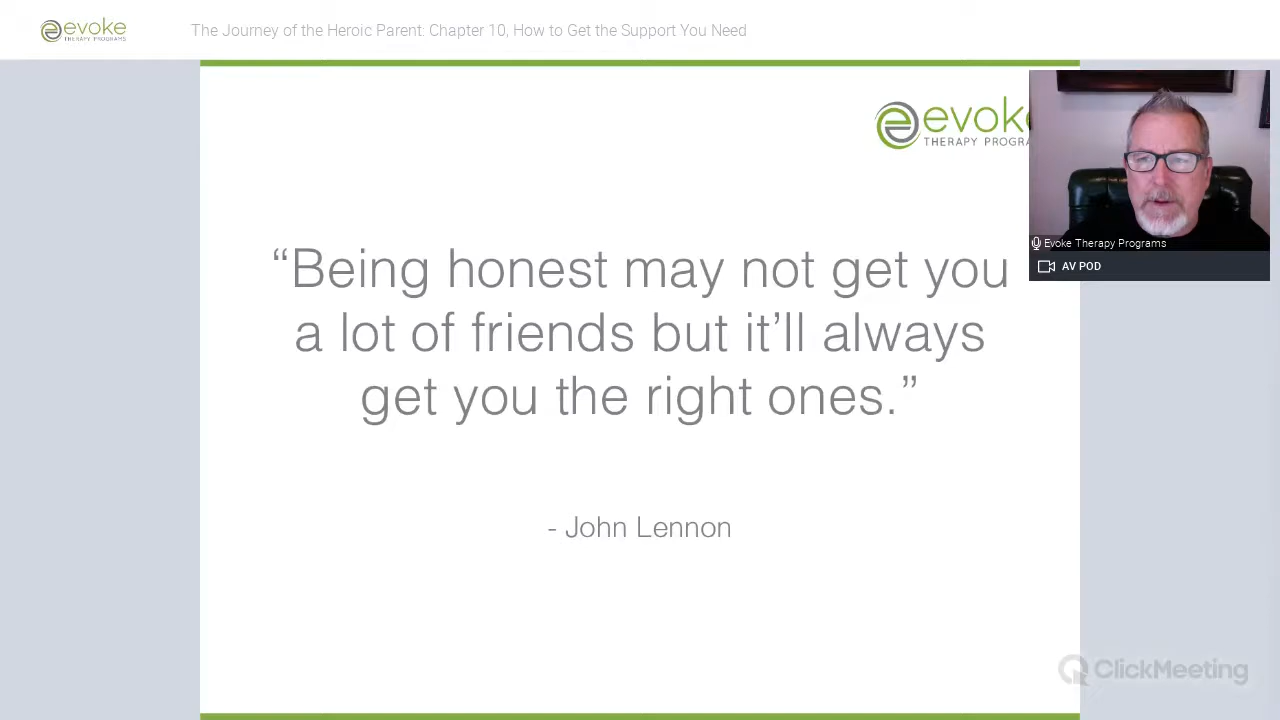 evoke
THERAPY PROGRAMS
The Journey of the Heroic Parent: Chapter 10, How to Get the Support You Need
evoke
THERAPY PROGRA
“Being honest may not get you
a lot of friends but it’ll always
get you the right ones.”
- John Lennon
Evoke Therapy Programs
AV POD
ClickMeeting